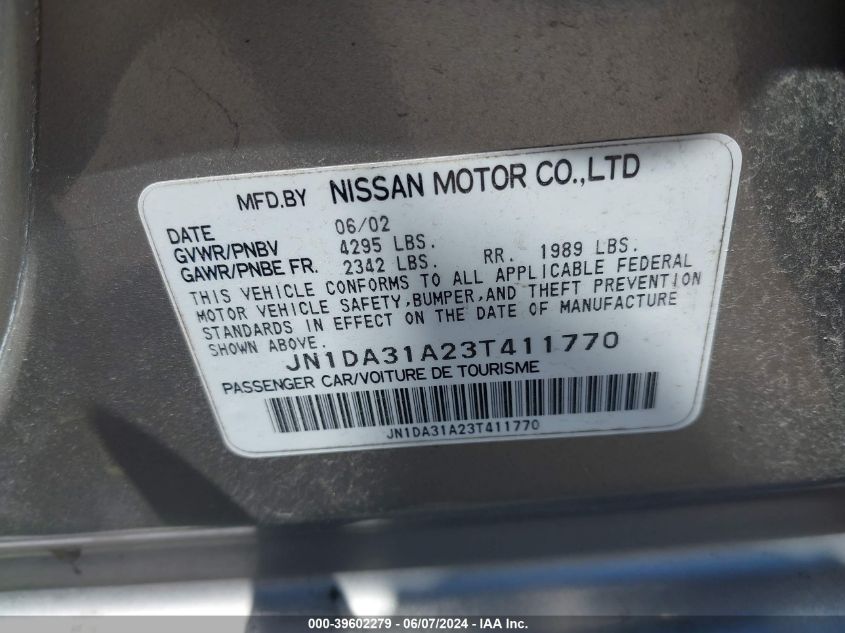 MFD.BY NISSAN MOTOR CO.,LTD
DATE 06/02
GVWR/PNBV 4295 LBS.
GAWR/PNBE FR. 2342 LBS. RR. 1989 LBS.
THIS VEHICLE CONFORMS TO ALL APPLICABLE FEDERAL
MOTOR VEHICLE SAFETY,BUMPER,AND THEFT PREVENTION
STANDARDS IN EFFECT ON THE DATE OF MANUFACTURE
SHOWN ABOVE.
JN1DA31A23T411770
PASSENGER CAR/VOITURE DE TOURISME
JN1DA31A23T411770
000-39602279 - 06/07/2024 - IAA Inc.